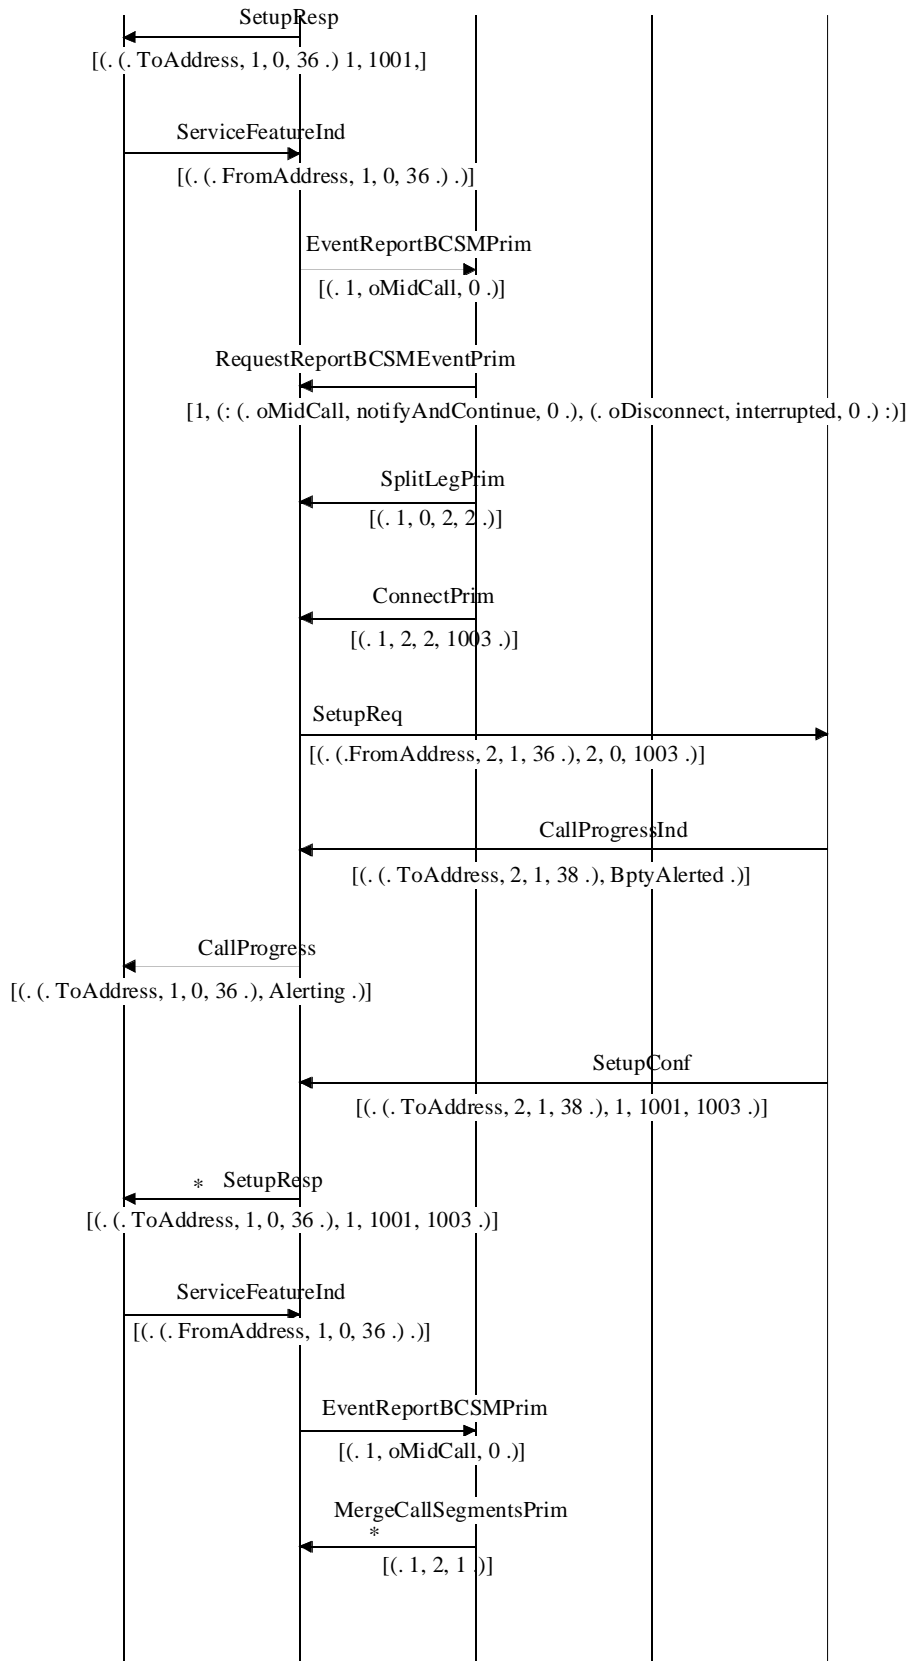 SetupResp
[(. (. ToAddress, 1, 0, 36 .) 1, 1001,]
ServiceFeatureInd
[(. (. FromAddress, 1, 0, 36 .) .)]
EventReportBCSMPrim
[(. 1, oMidCall, 0 .)]
RequestReportBCSMEventPrim
[1, (: (. oMidCall, notifyAndContinue, 0 .), (. oDisconnect, interrupted, 0 .) :)]
SplitLegPrim
[(. 1, 0, 2, 2 .)]
ConnectPrim
[(. 1, 2, 2, 1003 .)]
SetupReq
[(. (.FromAddress, 2, 1, 36 .), 2, 0, 1003 .)]
CallProgressInd
[(. (. ToAddress, 2, 1, 38 .), BptyAlerted .)]
CallProgress
[(. (. ToAddress, 1, 0, 36 .), Alerting .)]
SetupConf
[(. (. ToAddress, 2, 1, 38 .), 1, 1001, 1003 .)]
* SetupResp
[(. (. ToAddress, 1, 0, 36 .), 1, 1001, 1003 .)]
ServiceFeatureInd
[(. (. FromAddress, 1, 0, 36 .) .)]
EventReportBCSMPrim
[(. 1, oMidCall, 0 .)]
MergeCallSegmentsPrim
*
[(. 1, 2, 1 .)]